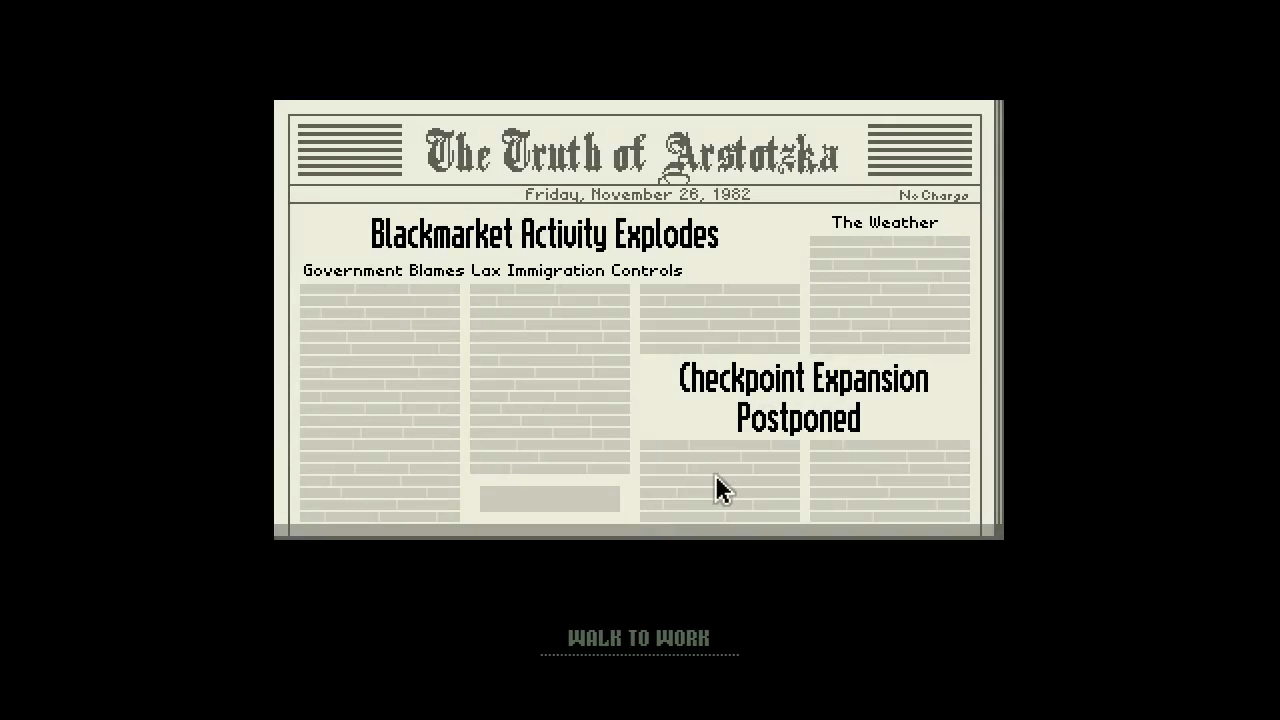 The Truth of Arstotzka
Friday, November 26, 1982
No Charge
Blackmarket Activity Explodes
Government Blames Lax Immigration Controls
The Weather
Checkpoint Expansion
Postponed
WALK TO WORK